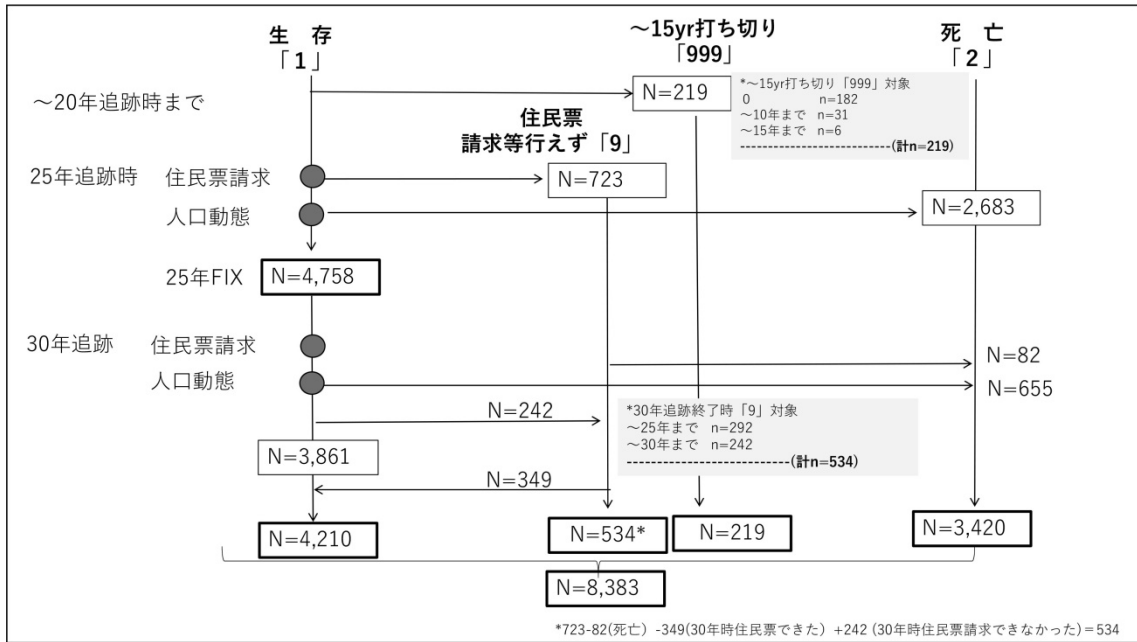 生 存
「1」
～15yr打ち切り
「999」
死 亡
「2」
～20年追跡時まで
N=219
*～15yr打ち切り「999」対象
0 n=182
～10年まで n=31
～15年まで n=6
---------------------------(計n=219)
住民票
請求等行えず「9」
25年追跡時 住民票請求
N=723
人口動態
N=2,683
25年FIX
N=4,758
30年追跡 住民票請求
N=82
人口動態
N=655
N=242
*30年追跡終了時「9」対象
～25年まで n=292
～30年まで n=242
-----------------------------(計n=534)
N=3,861
N=349
N=4,210
N=534*
N=219
N=3,420
N=8,383
*723-82(死亡）-349(30年時住民票できた）+242 (30年時住民票請求できなかった)＝534